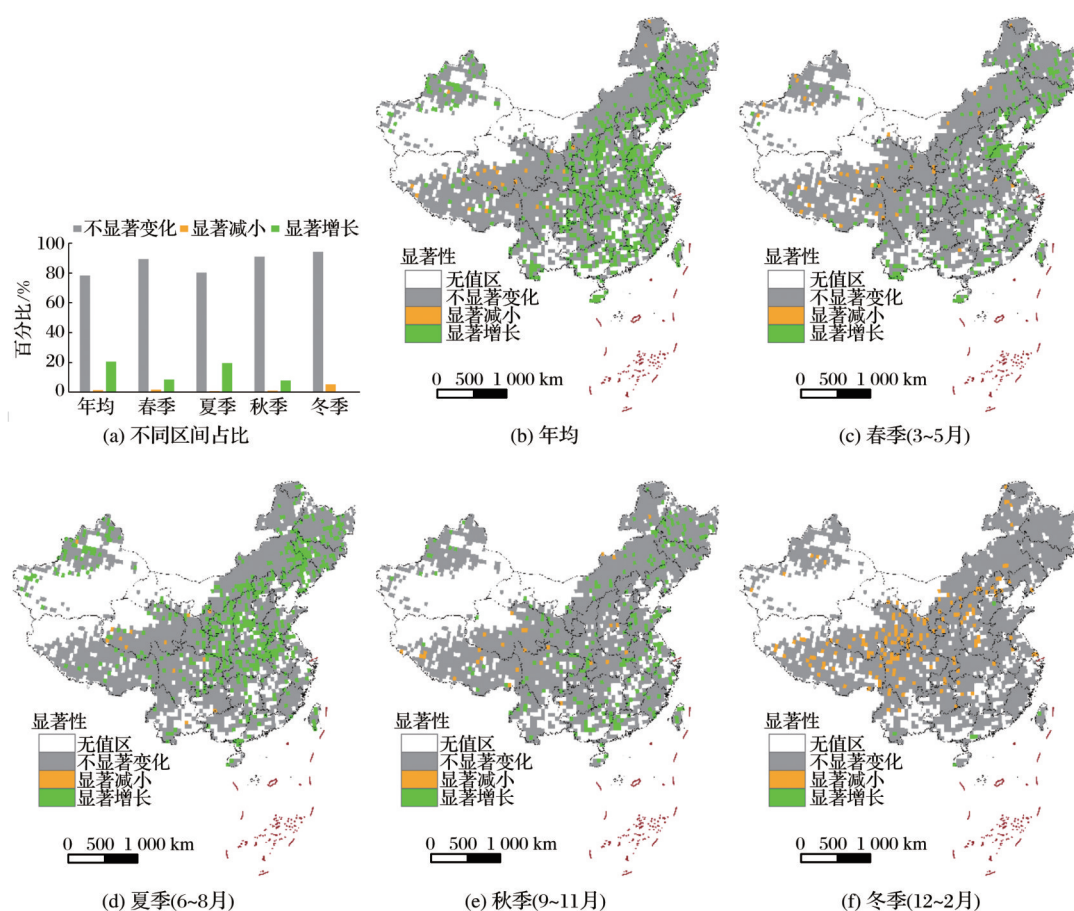 显著性
无值区
不显著变化
显著减小
显著增长
0 500 1 000 km
(b) 年均
显著性
无值区
不显著变化
显著减小
显著增长
0 500 1 000 km
(c) 春季(3~5月)
不显著变化 显著减小 显著增长
百分比/%
100
80
60
40
20
0
年均 春季 夏季 秋季 冬季
(a) 不同区间占比
显著性
无值区
不显著变化
显著减小
显著增长
0 500 1 000 km
(d) 夏季(6~8月)
显著性
无值区
不显著变化
显著减小
显著增长
0 500 1 000 km
(e) 秋季(9~11月)
显著性
无值区
不显著变化
显著减小
显著增长
0 500 1 000 km
(f) 冬季(12~2月)